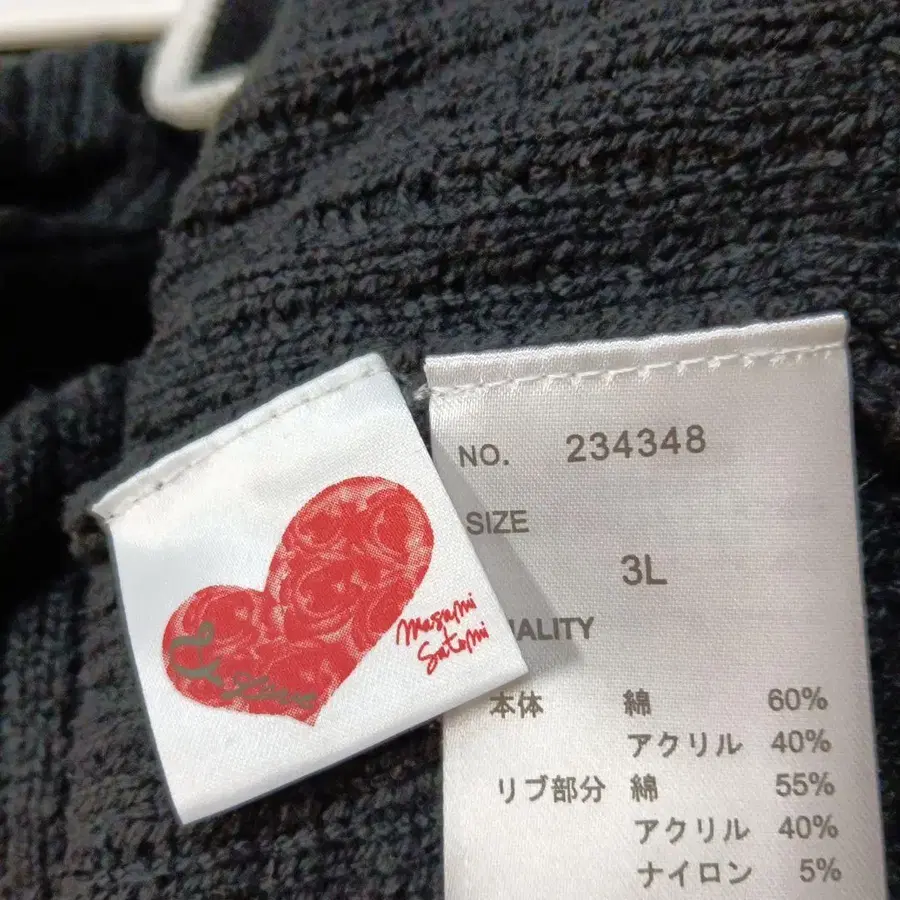 Masami
Satomi
NO. 234348
SIZE
3L
UALITY
本体 綿 60%
アクリル 40%
リブ部分 綿 55%
アクリル 40%
ナイロン 5%